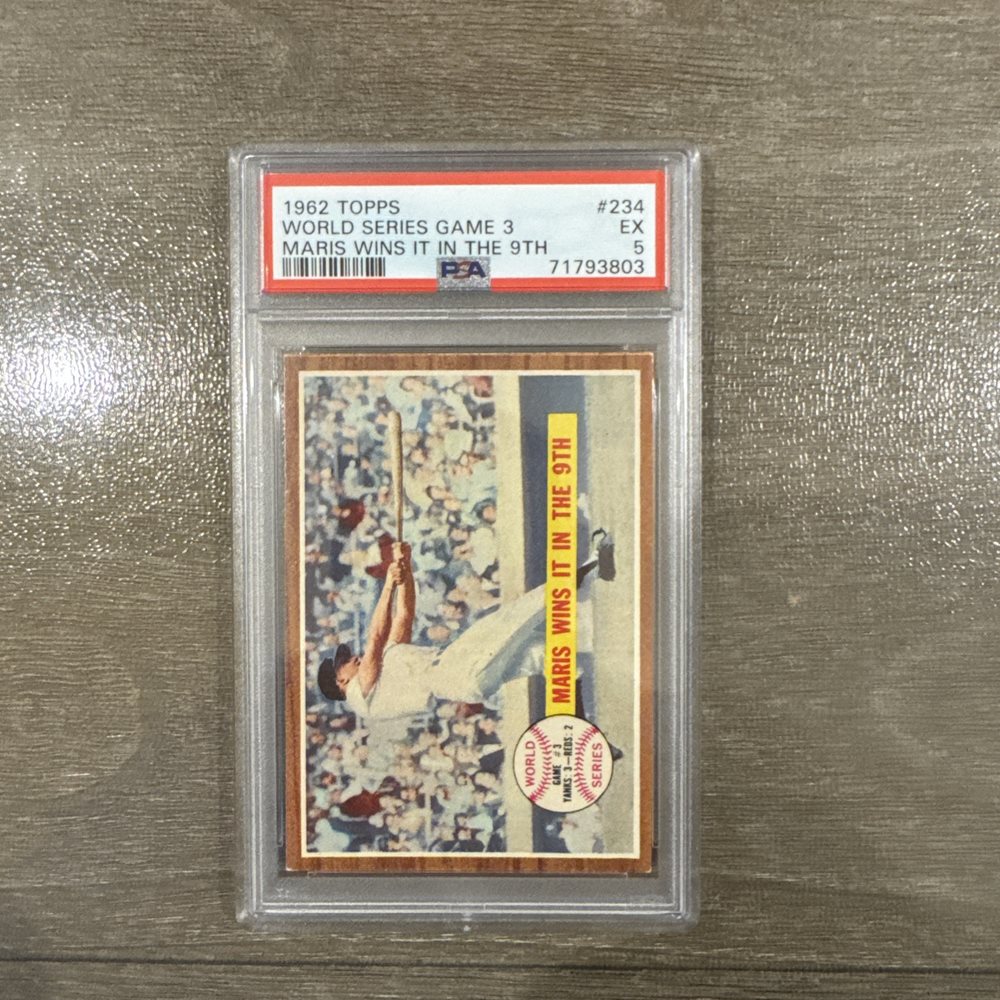 1962 TOPPS #234
WORLD SERIES GAME 3 EX
MARIS WINS IT IN THE 9TH 5
PSA 71793803
MARIS WINS IT IN THE 9TH
WORLD
GAME #3
YANKS: 3—REDS: 2
SERIES